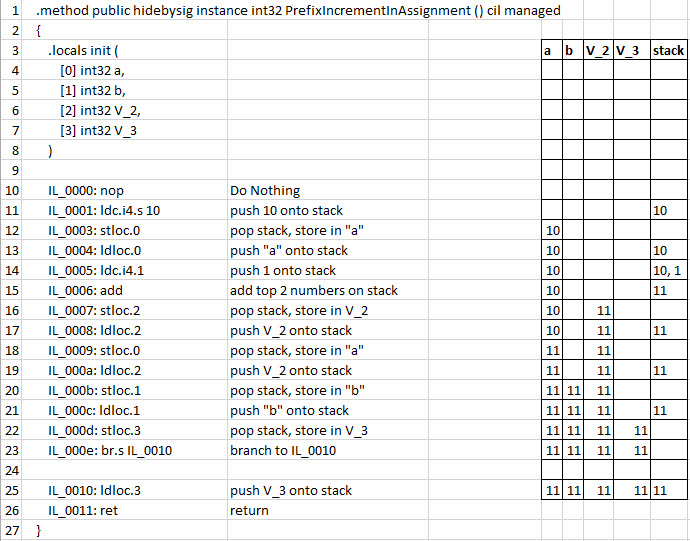 1 .method public hidebysig instance int32 PrefixIncrementInAssignment () cil managed
2 {
3 .locals init ( a b V_2 V_3 stack
4 [0] int32 a,
5 [1] int32 b,
6 [2] int32 V_2,
7 [3] int32 V_3
8 )
9
10 IL_0000: nop Do Nothing
11 IL_0001: ldc.i4.s 10 push 10 onto stack 10
12 IL_0003: stloc.0 pop stack, store in "a" 10
13 IL_0004: ldloc.0 push "a" onto stack 10 10
14 IL_0005: ldc.i4.1 push 1 onto stack 10 10, 1
15 IL_0006: add add top 2 numbers on stack 10 11
16 IL_0007: stloc.2 pop stack, store in V_2 10 11
17 IL_0008: ldloc.2 push V_2 onto stack 10 11 11
18 IL_0009: stloc.0 pop stack, store in "a" 11 11
19 IL_000a: ldloc.2 push V_2 onto stack 11 11 11
20 IL_000b: stloc.1 pop stack, store in "b" 11 11 11
21 IL_000c: ldloc.1 push "b" onto stack 11 11 11 11
22 IL_000d: stloc.3 pop stack, store in V_3 11 11 11 11
23 IL_000e: br.s IL_0010 branch to IL_0010 11 11 11 11
24
25 IL_0010: ldloc.3 push V_3 onto stack 11 11 11 11 11
26 IL_0011: ret return
27 }